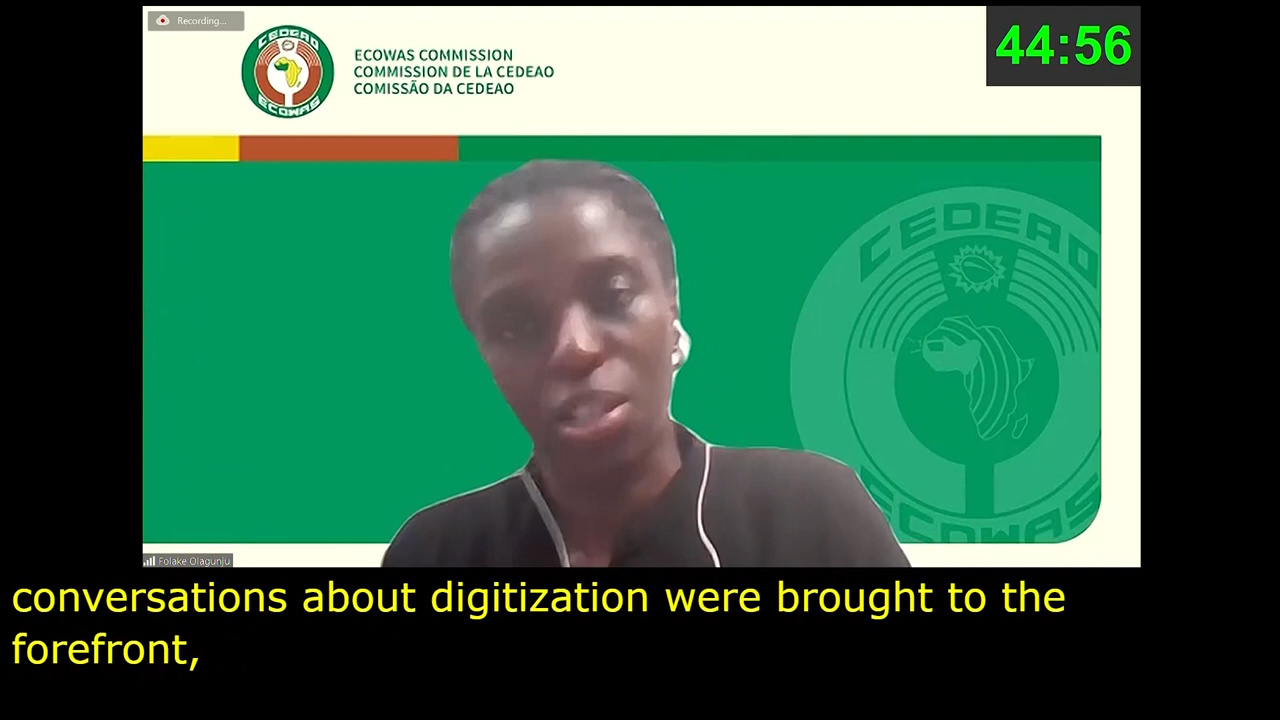 Recording...
CEDEAO
ECOWAS
ECOWAS COMMISSION
COMMISSION DE LA CEDEAO
COMISSÃO DA CEDEAO
44:56
CEDEAO
ECOWAS
Folake Olagunju
conversations about digitization were brought to the
forefront,